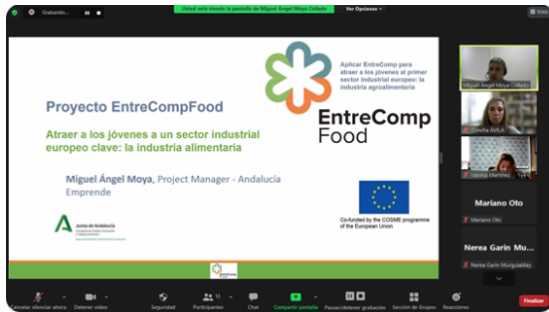 Grabando...
Usted está viendo la pantalla de Miguel Ángel Moya Collado
Ver Opciones
Vista
Aplicar EntreComp para
atraer a los jóvenes al primer
sector industrial europeo: la
industria agroalimentaria
Proyecto EntreCompFood
EntreComp
Food
Atraer a los jóvenes a un sector industrial
europeo clave: la industria alimentaria
Miguel Ángel Moya, Project Manager - Andalucía
Emprende
Junta de Andalucía
Co-funded by the COSME programme
of the European Union
EntreComp
Food
Miguel Ángel Moya Collado
Concha ÁVILA
Vanesa Martínez
Mariano Oto
Mariano Oto
Nerea Garin Mu...
Nerea Garin Murguialday
Cancelar silenciar ahora
Detener video
Seguridad
Participantes
11
Chat
Compartir pantalla
Pausar/detener grabación
Sección de Grupos
Reacciones
Finalizar